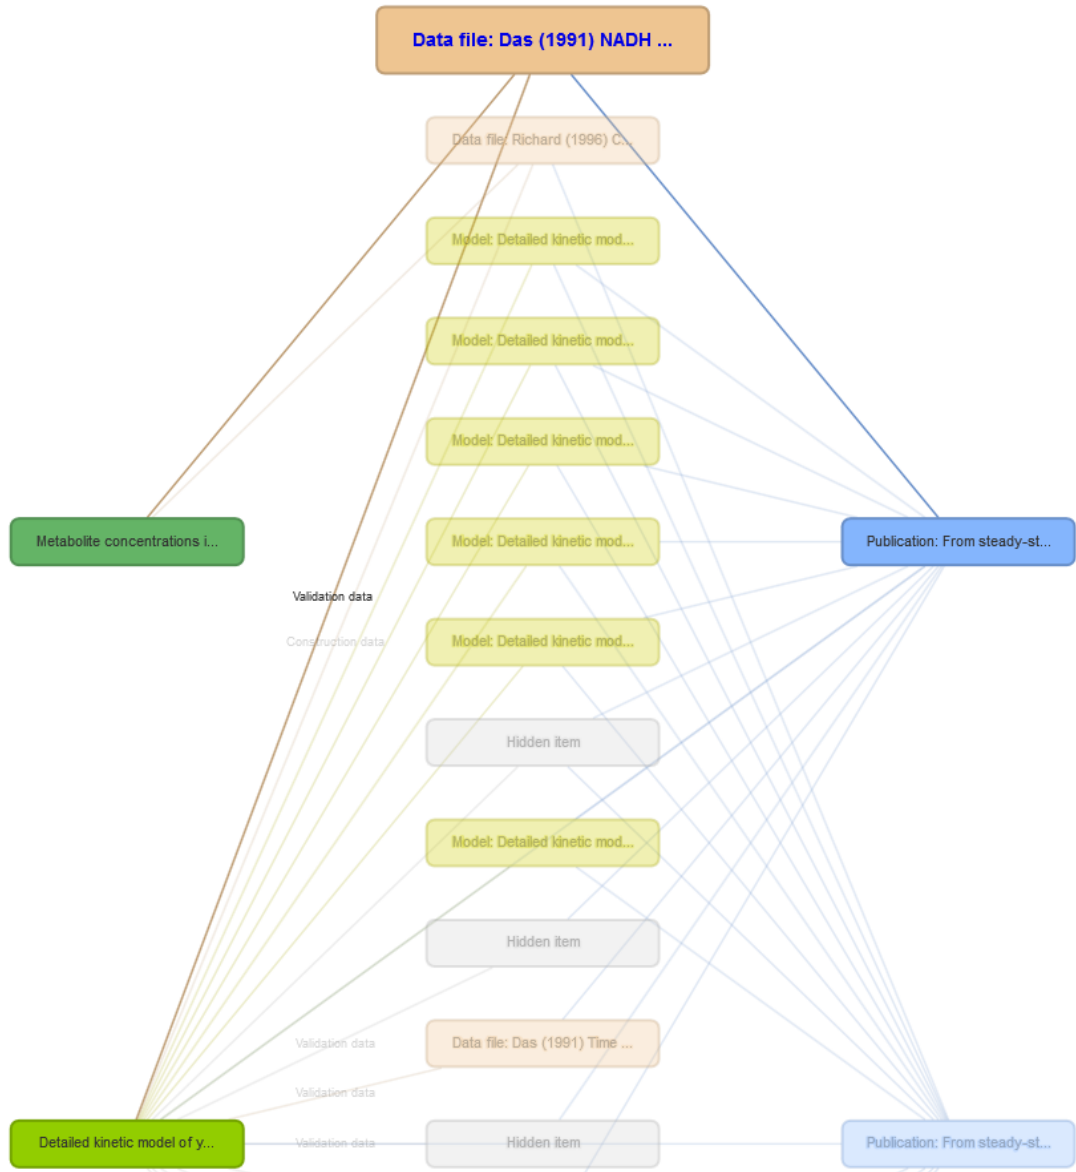 Data file: Das (1991) NADH ...
Data file: Richard (1996) C...
Model: Detailed kinetic mod...
Model: Detailed kinetic mod...
Model: Detailed kinetic mod...
Metabolite concentrations i...
Model: Detailed kinetic mod...
Publication: From steady-st...
Validation data
Construction data
Model: Detailed kinetic mod...
Hidden item
Model: Detailed kinetic mod...
Hidden item
Validation data
Data file: Das (1991) Time ...
Validation data
Detailed kinetic model of y...
Validation data
Hidden item
Publication: From steady-st...